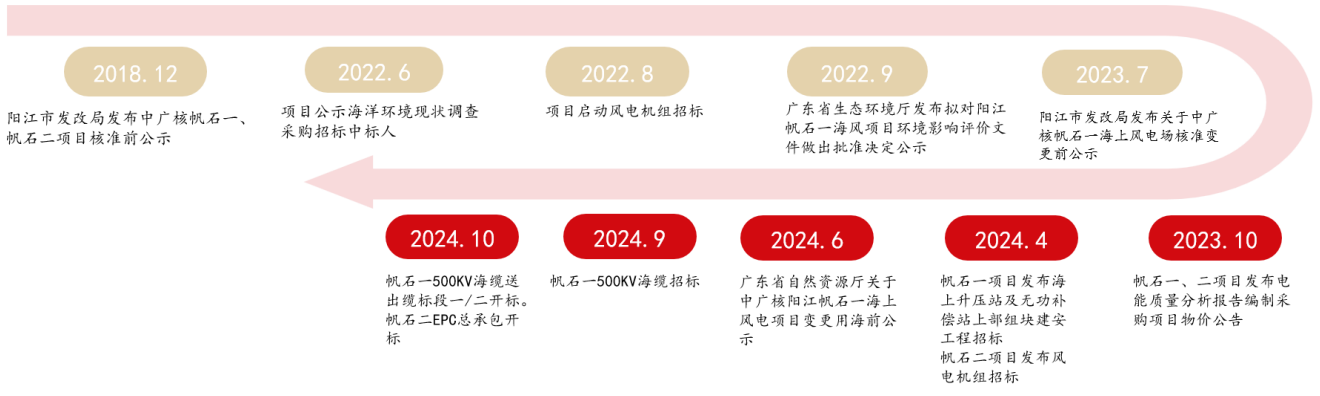 2018.12
阳江市发改局发布中广核帆石一、
帆石二项目核准前公示
2022.6
项目公示海洋环境现状调查
采购招标中标人
2022.8
项目启动风电机组招标
2022.9
广东省生态环境厅发布拟对阳江
帆石一海风项目环境影响评价文
件做出批准决定公示
2023.7
阳江市发改局发布关于中广
核帆石一海上风电场核准变
更前公示
2023.10
帆石一、二项目发布电
能质量分析报告编制采
购项目物价公告
2024.4
帆石一项目发布海
上升压站及无功补
偿站上部组块建安
工程招标
帆石二项目发布风
电机组招标
2024.6
广东省自然资源厅关于
中广核阳江帆石一海上
风电项目变更用海前公
示
2024.9
帆石一500KV海缆招标
2024.10
帆石一500KV海缆送
出缆标段一/二开标。
帆石二EPC总承包开
标